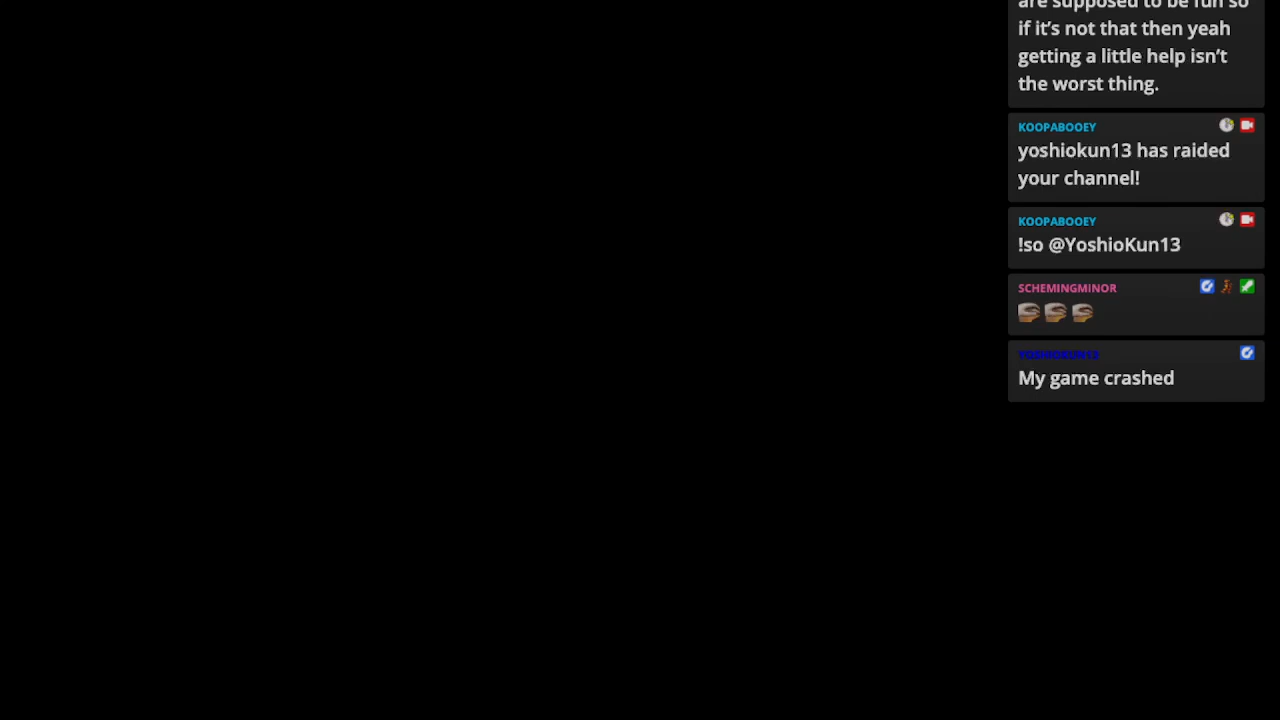 are supposed to be fun so
if it's not that then yeah
getting a little help isn't
the worst thing.
KOOPABOOEY
yoshiokun13 has raided
your channel!
KOOPABOOEY
!so @YoshioKun13
SCHEMINGMINOR
YOSHIOKUN13
My game crashed